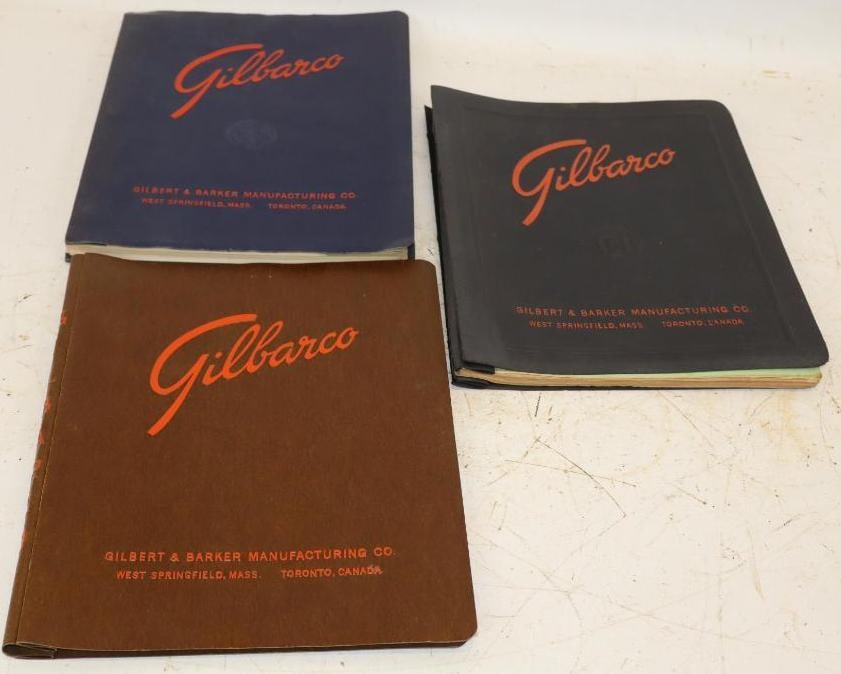 Gilbarco
GILBERT & BARKER MANUFACTURING CO.
WEST SPRINGFIELD, MASS. TORONTO, CANADA
Gilbarco
GILBERT & BARKER MANUFACTURING CO.
WEST SPRINGFIELD, MASS. TORONTO, CANADA
Gilbarco
GILBERT & BARKER MANUFACTURING CO.
WEST SPRINGFIELD, MASS. TORONTO, CANADA